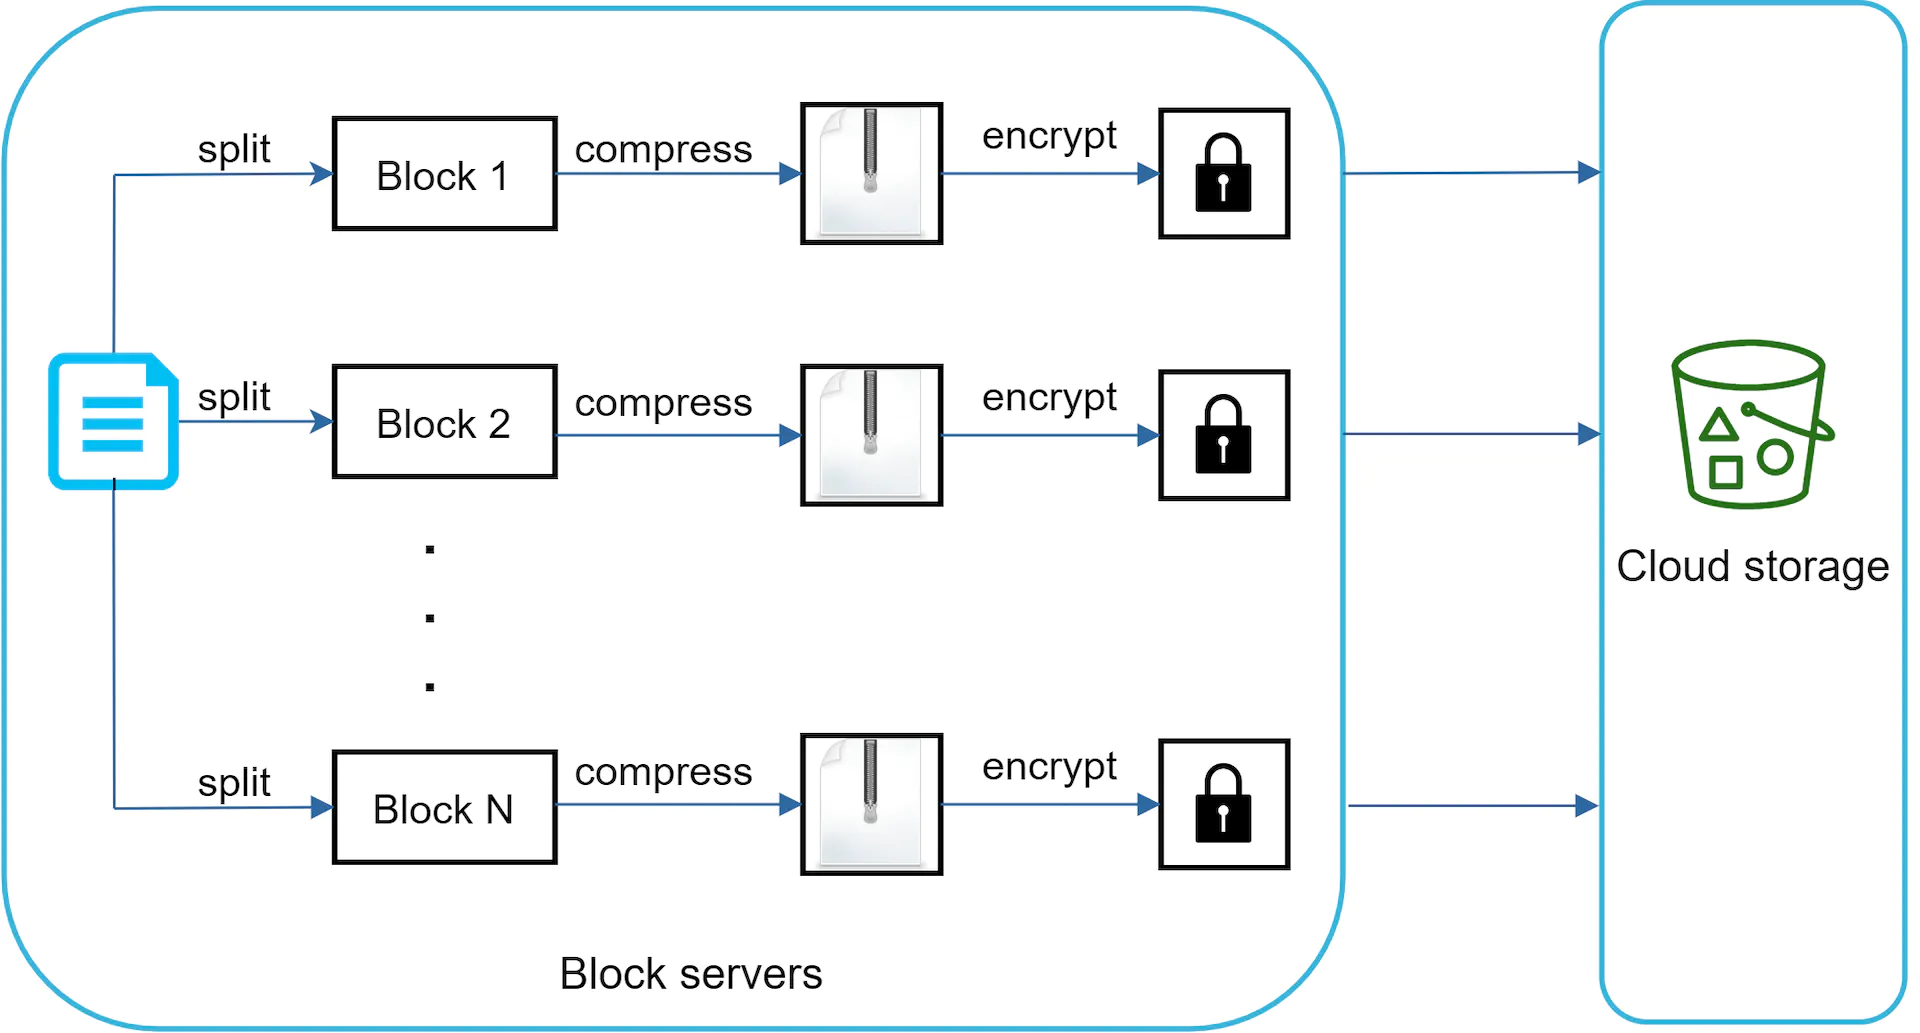 split
Block 1
compress
encrypt
split
Block 2
compress
encrypt
split
Block N
compress
encrypt
Cloud storage
Block servers